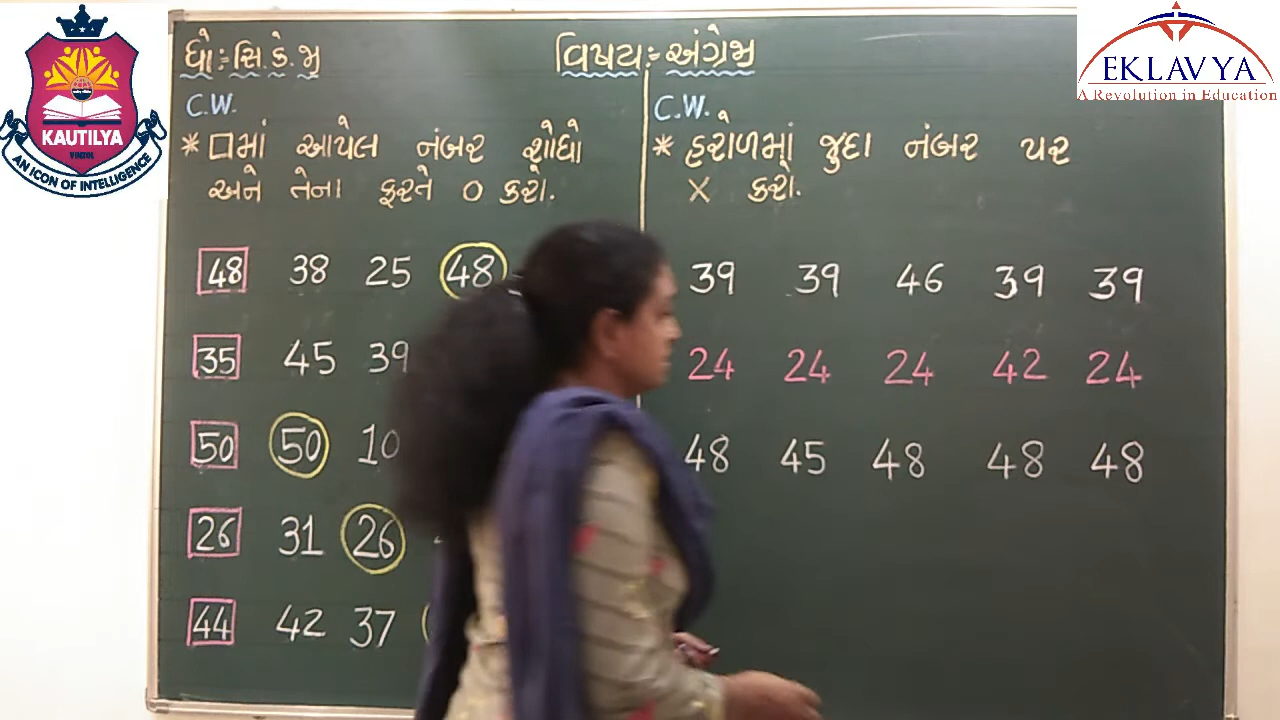 KAUTILYA
AN ICON OF INTELLIGENCE
EKLAVYA
A Revolution in Education
ધો:- સિ. કે. જી
વિષય:- અંગ્રેજી
C.W.
* □માં આપેલ નંબર શોધો
અને તેના ફરતે ○ કરો.
48 38 25 48
35 45 39
50 50 10
26 31 26
44 42 37
C.W.
* હરોળમાં જુદા નંબર પર
X કરો.
39 39 46 39 39
24 24 24 42 24
48 45 48 48 48